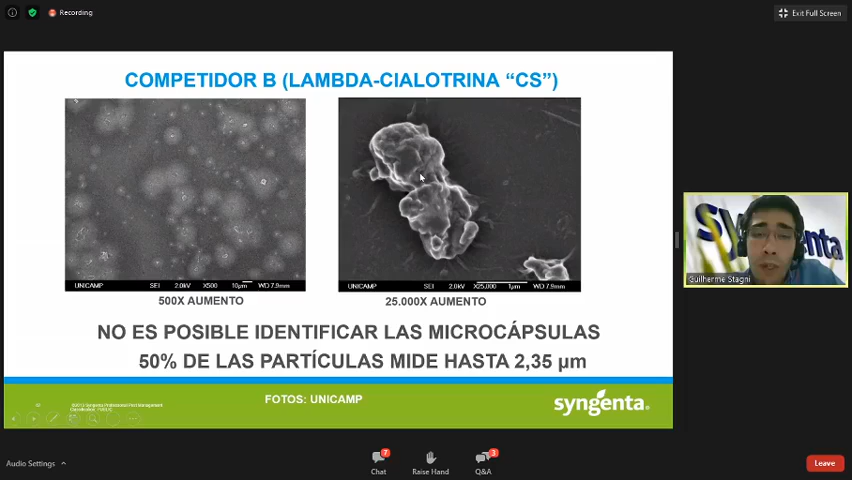 Recording
Exit Full Screen
COMPETIDOR B (LAMBDA-CIALOTRINA “CS”)
UNICAMP SEI 2.0kV X500 10µm WD 7.9mm
UNICAMP SEI 2.0kV X25,000 1µm WD 7.9mm
500X AUMENTO
25.000X AUMENTO
Guilherme Stagni
NO ES POSIBLE IDENTIFICAR LAS MICROCÁPSULAS
50% DE LAS PARTÍCULAS MIDE HASTA 2,35 µm
FOTOS: UNICAMP
syngenta
Audio Settings
7
3
Chat
Raise Hand
Q&A
Leave